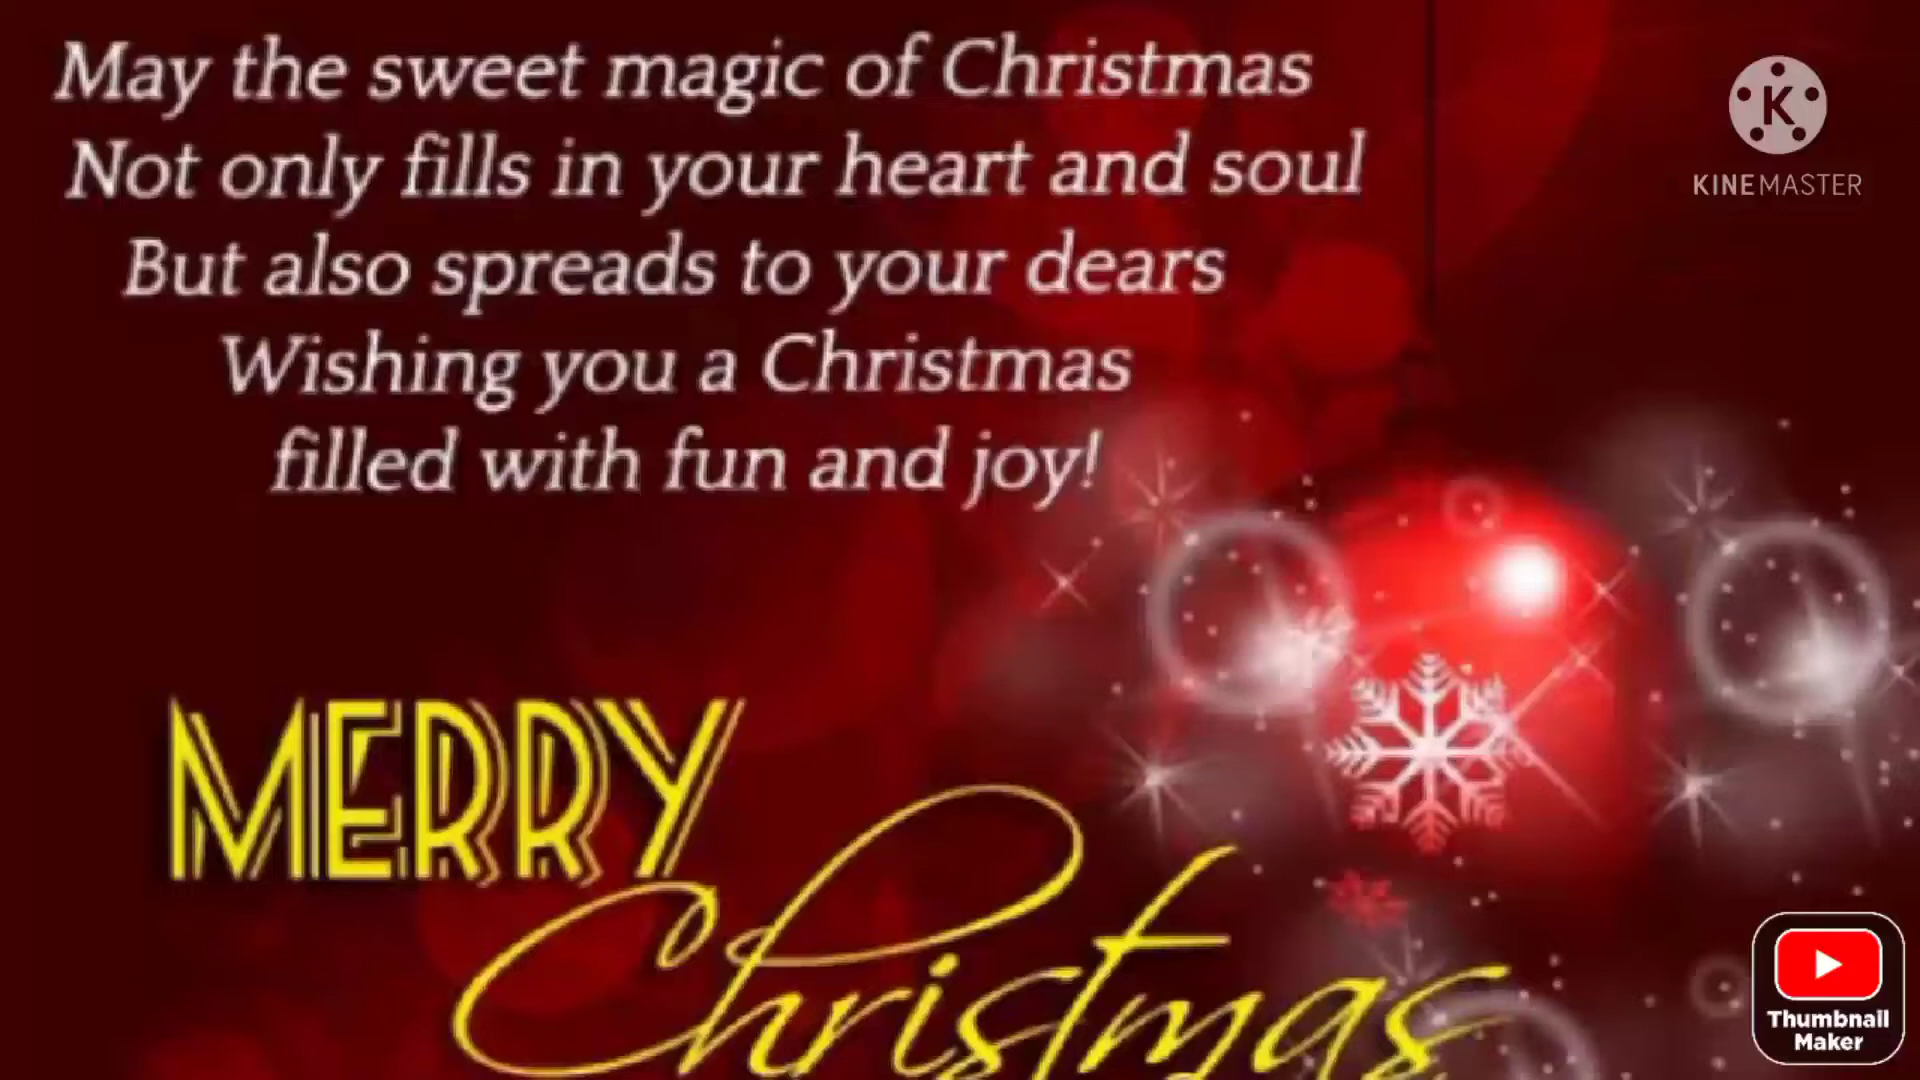 May the sweet magic of Christmas
Not only fills in your heart and soul
But also spreads to your dears
Wishing you a Christmas
filled with fun and joy!
MERRY
Christmas
K
KINEMASTER
Thumbnail
Maker